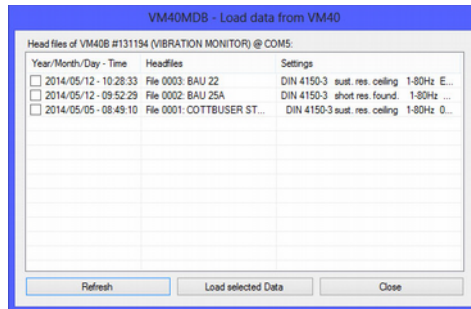 VM40MDB - Load data from VM40
Head files of VM40B #131194 (VIBRATION MONITOR) @ COM5:
Year/Month/Day - Time Headfiles Settings
2014/05/12 - 10:28:33 File 0003: BAU 22 DIN 4150-3 sust. res. ceiling 1-80Hz E...
2014/05/12 - 09:52:29 File 0002: BAU 25A DIN 4150-3 short res. found. 1-80Hz ...
2014/05/05 - 08:49:10 File 0001: COTTBUSER ST... DIN 4150-3 sust. res. ceiling 1-80Hz 0...
Refresh Load selected Data Close